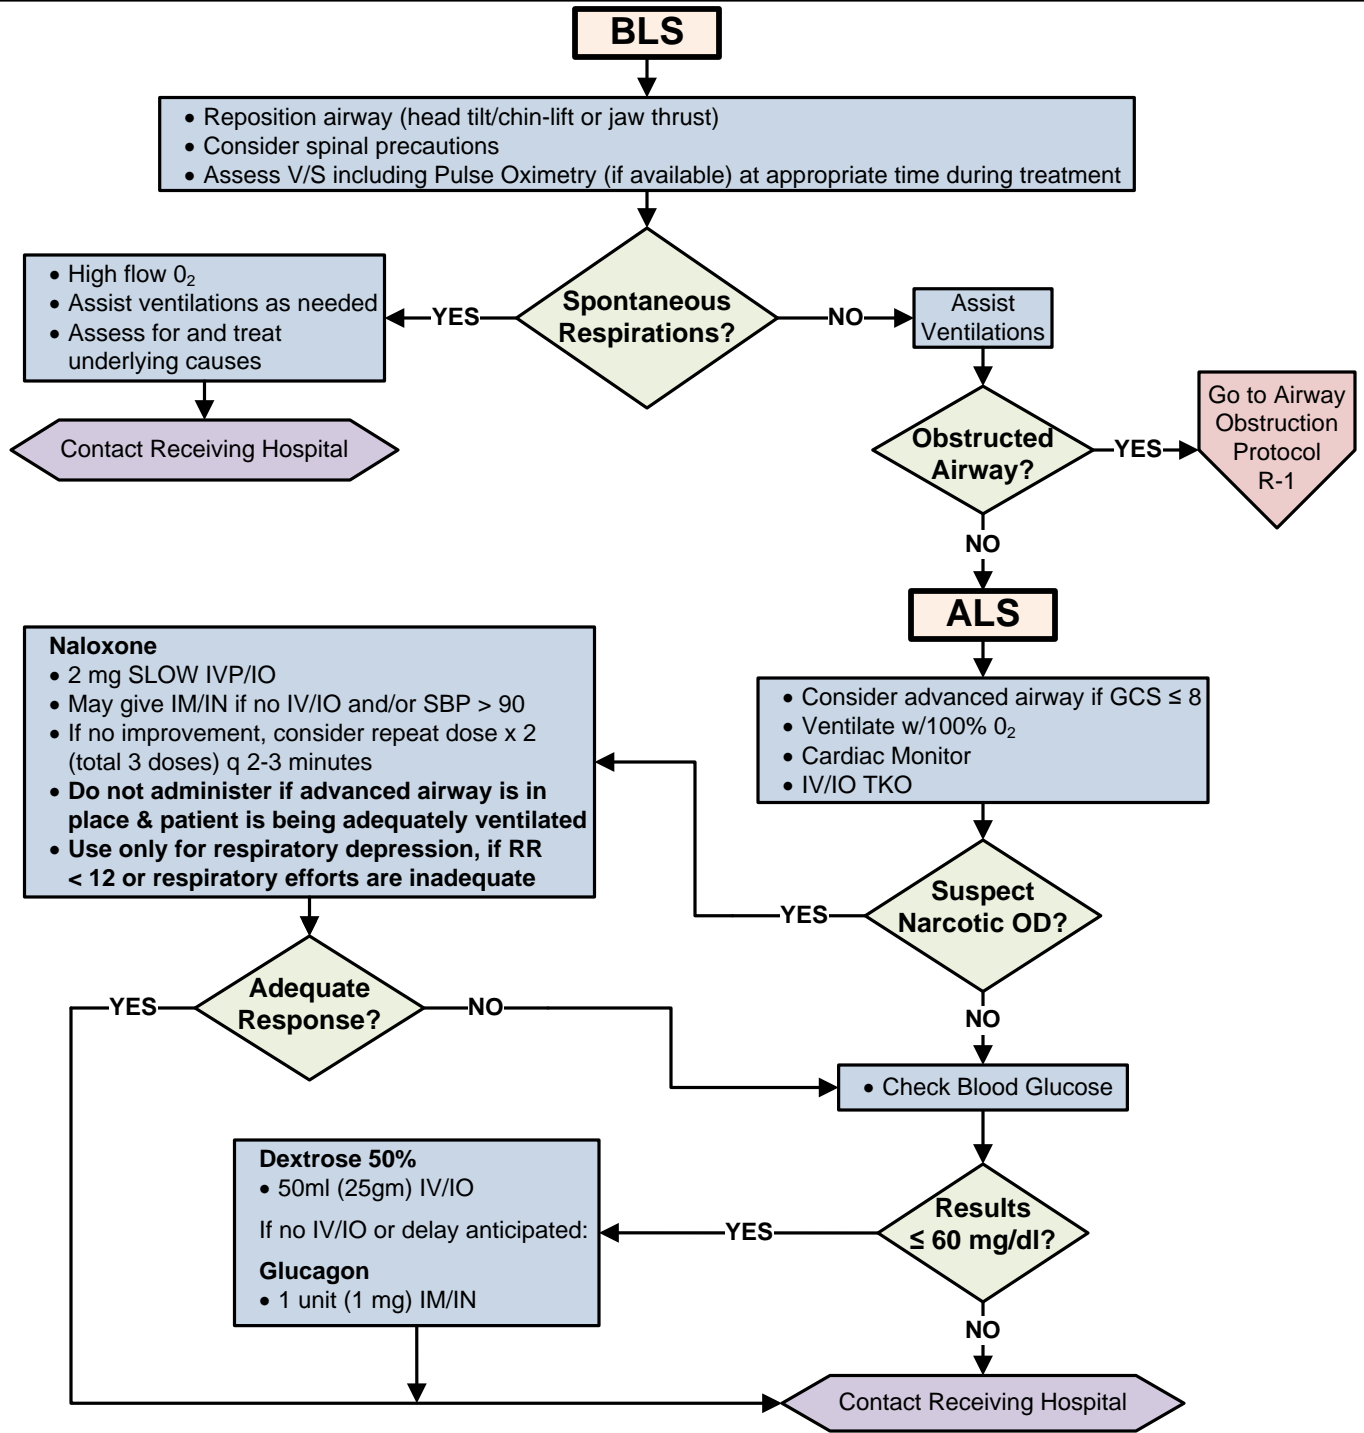 BLS
• Reposition airway (head tilt/chin-lift or jaw thrust)
• Consider spinal precautions
• Assess V/S including Pulse Oximetry (if available) at appropriate time during treatment
Spontaneous
Respirations?
YES
• High flow 0₂
• Assist ventilations as needed
• Assess for and treat
underlying causes
Contact Receiving Hospital
NO
Assist
Ventilations
Obstructed
Airway?
YES
Go to Airway
Obstruction
Protocol
R-1
NO
ALS
• Consider advanced airway if GCS ≤ 8
• Ventilate w/100% 0₂
• Cardiac Monitor
• IV/IO TKO
Suspect
Narcotic OD?
YES
Naloxone
• 2 mg SLOW IVP/IO
• May give IM/IN if no IV/IO and/or SBP > 90
• If no improvement, consider repeat dose x 2
(total 3 doses) q 2-3 minutes
• Do not administer if advanced airway is in
place & patient is being adequately ventilated
• Use only for respiratory depression, if RR
< 12 or respiratory efforts are inadequate
Adequate
Response?
YES
NO
NO
• Check Blood Glucose
Results
≤ 60 mg/dl?
YES
Dextrose 50%
• 50ml (25gm) IV/IO
If no IV/IO or delay anticipated:
Glucagon
• 1 unit (1 mg) IM/IN
NO
Contact Receiving Hospital